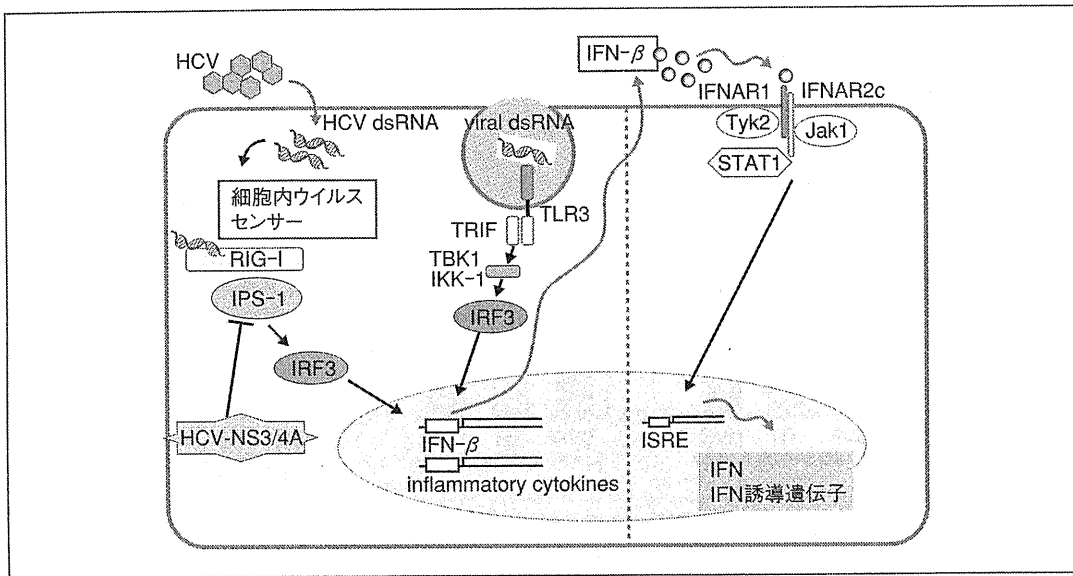 HCV
HCV dsRNA
細胞内ウイルス
センサー
RIG-I
IPS-1
IRF3
HCV-NS3/4A
viral dsRNA
TLR3
TRIF
TBK1
IKK-1
IRF3
IFN-β
inflammatory cytokines
IFN-β
IFNAR1
IFNAR2c
Tyk2
Jak1
STAT1
ISRE
IFN
IFN誘導遺伝子